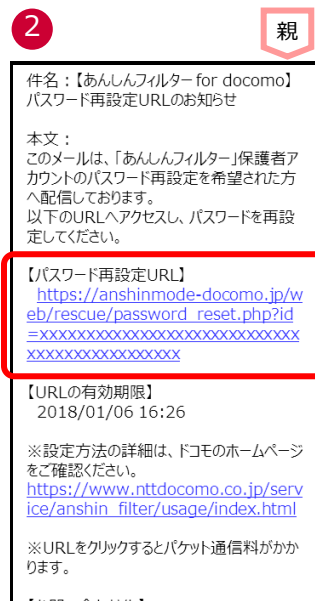 2
親
件名：【あんしんフィルター for docomo】
パスワード再設定URLのお知らせ
本文：
このメールは、「あんしんフィルター」保護者ア
カウントのパスワード再設定を希望された方
へ配信しております。
以下のURLへアクセスし、パスワードを再設
定してください。
【パスワード再設定URL】
https://anshinmode-docomo.jp/w
eb/rescue/password_reset.php?id
=xxxxxxxxxxxxxxxxxxxxxxxxxxxx
xxxxxxxxxxxxxxxxx
【URLの有効期限】
2018/01/06 16:26
※設定方法の詳細は、ドコモのホームページ
をご確認ください。
https://www.nttdocomo.co.jp/serv
ice/anshin_filter/usage/index.html
※URLをクリックするとパケット通信料がかか
ります。